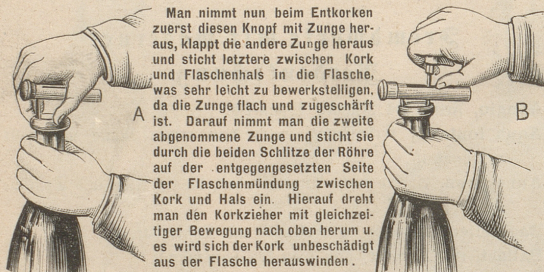 Man nimmt nun beim Entkorken
zuerst diesen Knopf mit Zunge her-
aus, klappt die andere Zunge heraus
und sticht letztere zwischen Kork
und Flaschenhals in die Flasche,
was sehr leicht zu bewerkstelligen,
da die Zunge flach und zugeschärft
ist. Darauf nimmt man die zweite
abgenommene Zunge und sticht sie
durch die beiden Schlitze der Röhre
auf der entgegengesetzten Seite
der Flaschenmündung zwischen
Kork und Hals ein. Hierauf dreht
man den Korkzieher mit gleichzei-
tiger Bewegung nach oben herum u.
es wird sich der Kork unbeschädigt
aus der Flasche herauswinden.
A
B